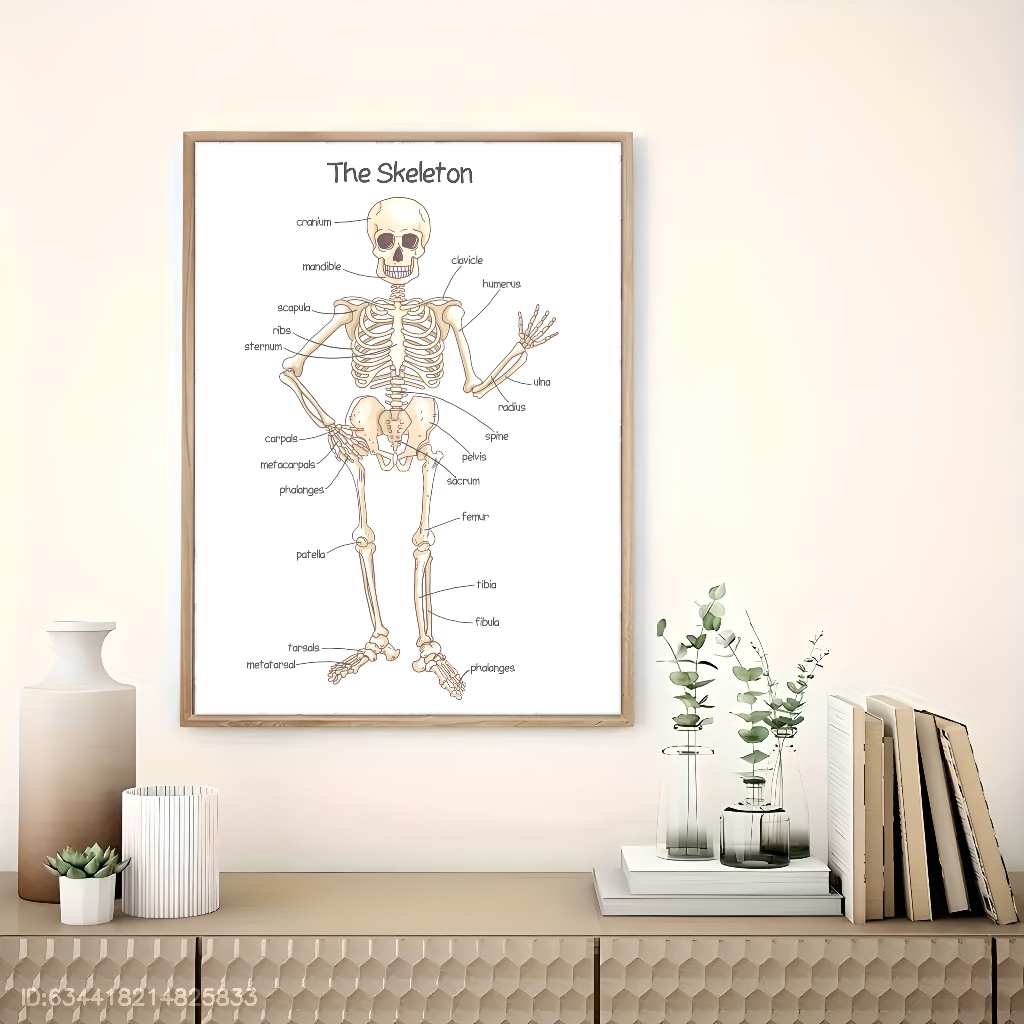 The Skeleton
cranium
mandible
clavicle
humerus
scapula
ribs
sternum
ulna
radius
carpals
spine
metacarpals
pelvis
sacrum
phalanges
femur
patella
tibia
fibula
tarsals
metatarsal
phalanges
ID:634418214825833